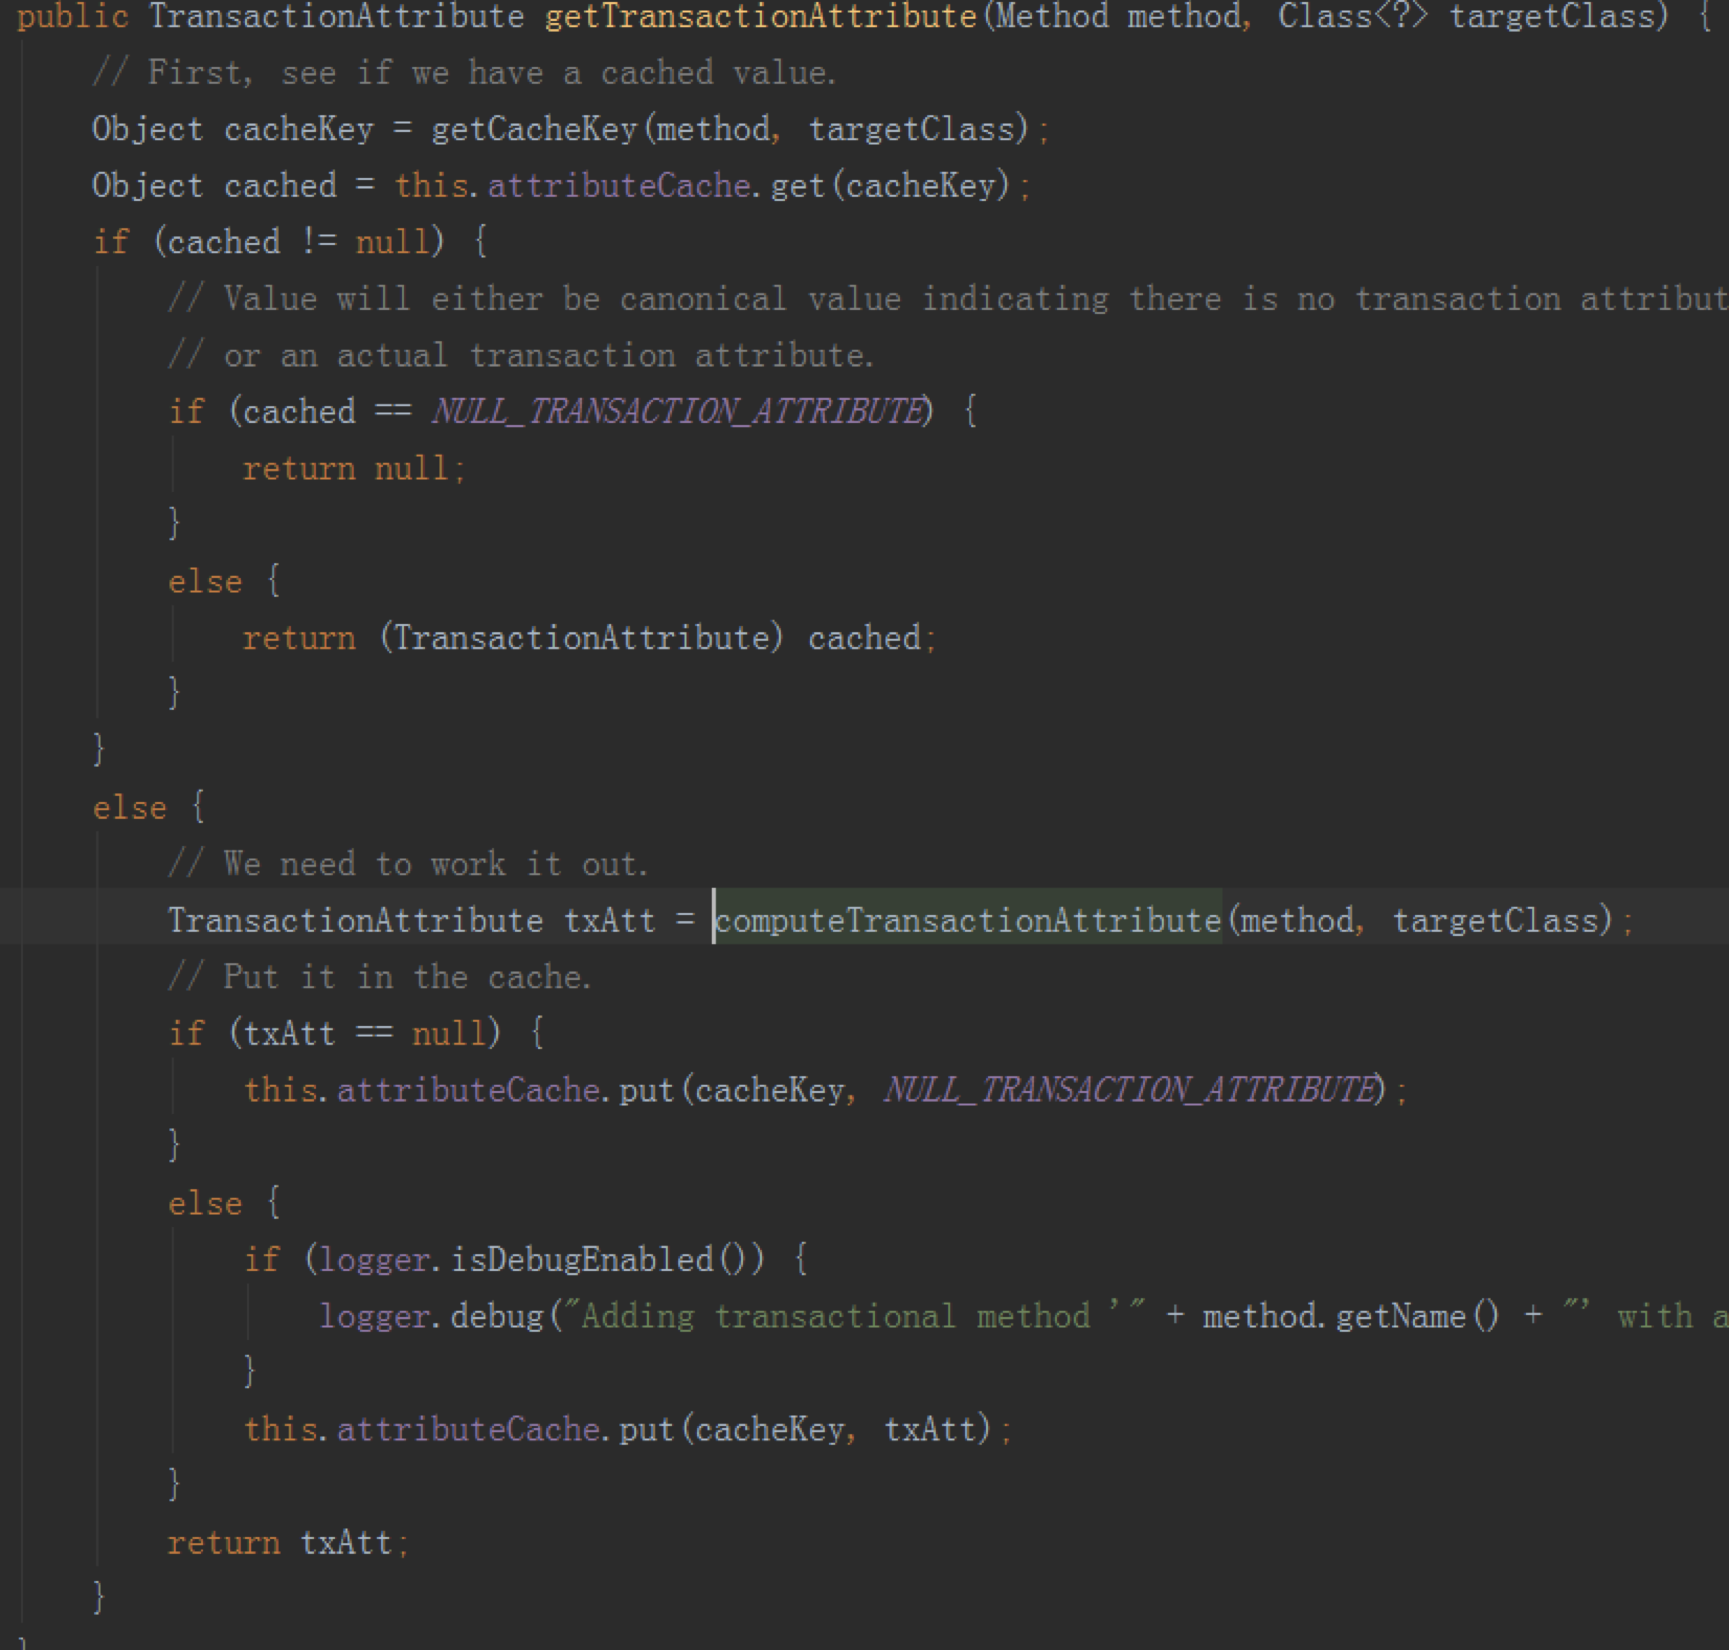 public TransactionAttribute getTransactionAttribute(Method method, Class<?> targetClass) {
// First, see if we have a cached value.
Object cacheKey = getCacheKey(method, targetClass);
Object cached = this.attributeCache.get(cacheKey);
if (cached != null) {
// Value will either be canonical value indicating there is no transaction attribut
// or an actual transaction attribute.
if (cached == NULL_TRANSACTION_ATTRIBUTE) {
return null;
}
else {
return (TransactionAttribute) cached;
}
}
else {
// We need to work it out.
TransactionAttribute txAtt = computeTransactionAttribute(method, targetClass);
// Put it in the cache.
if (txAtt == null) {
this.attributeCache.put(cacheKey, NULL_TRANSACTION_ATTRIBUTE);
}
else {
if (logger.isDebugEnabled()) {
logger.debug("Adding transactional method '" + method.getName() + "' with a
}
this.attributeCache.put(cacheKey, txAtt);
}
return txAtt;
}
}